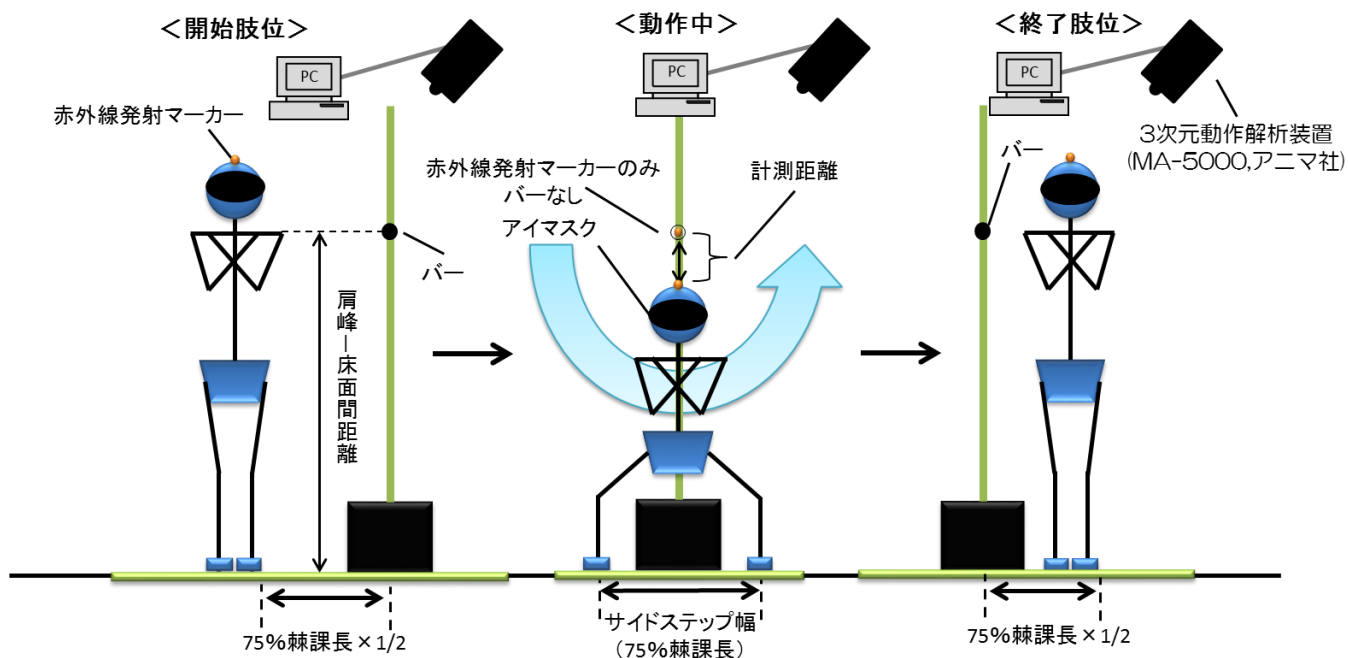 <開始肢位>
PC
赤外線発射マーカー
バー
肩峰－床面間距離
75%棘課長×1/2
<動作中>
PC
赤外線発射マーカーのみ
バーなし
アイマスク
計測距離
サイドステップ幅
(75%棘課長)
<終了肢位>
PC
バー
3次元動作解析装置
(MA-5000,アニマ社)
75%棘課長×1/2